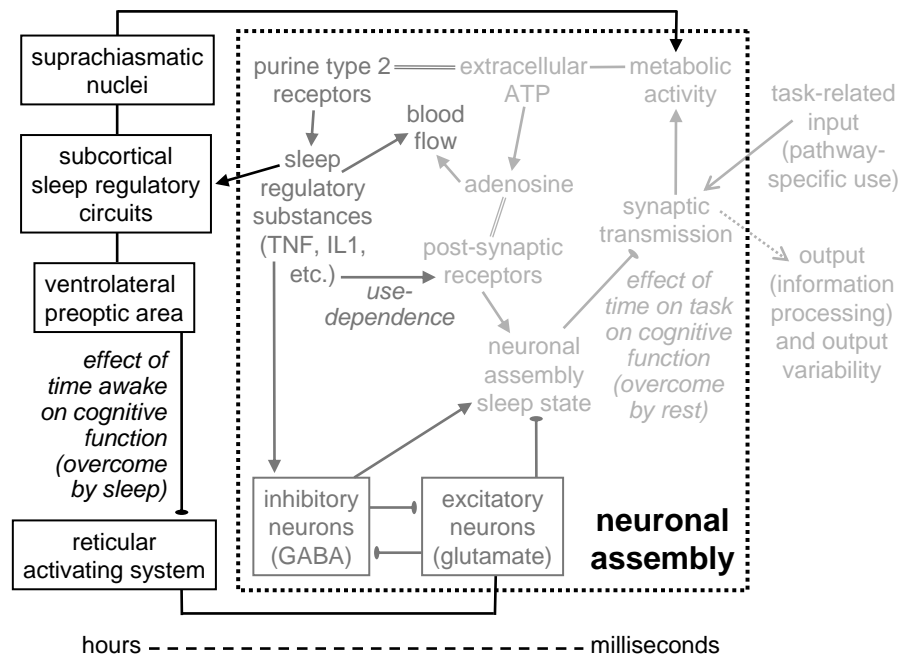 suprachiasmatic
nuclei
subcortical
sleep regulatory
circuits
ventrolateral
preoptic area
effect of
time awake
on cognitive
function
(overcome
by sleep)
reticular
activating system
purine type 2
receptors
extracellular
ATP
metabolic
activity
blood
flow
sleep
regulatory
substances
(TNF, IL1,
etc.)
adenosine
post-synaptic
receptors
use-
dependence
neuronal
assembly
sleep state
synaptic
transmission
effect of
time on task
on cognitive
function
(overcome
by rest)
task-related
input
(pathway-
specific use)
output
(information
processing)
and output
variability
inhibitory
neurons
(GABA)
excitatory
neurons
(glutamate)
neuronal
assembly
hours
milliseconds